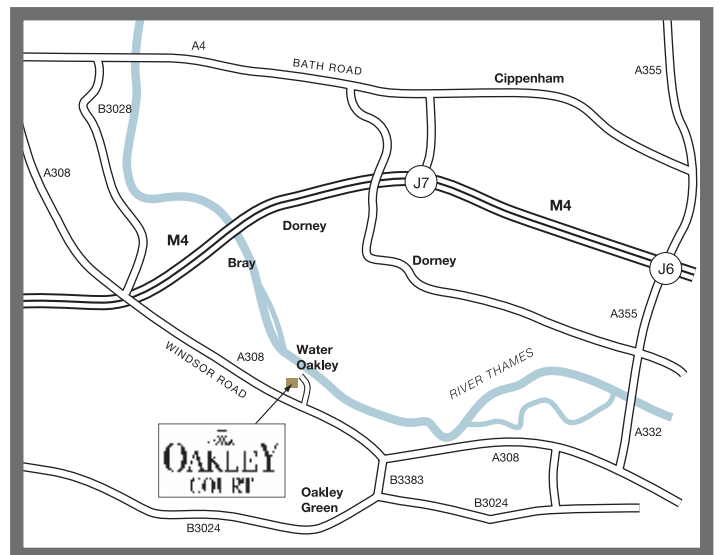 A4
BATH ROAD
Cippenham
A355
B3028
A308
J7
M4
M4
Dorney
Bray
Dorney
J6
A355
Water
Oakley
A308
WINDSOR ROAD
RIVER THAMES
A332
The
OAKLEY
COURT
A308
B3383
Oakley
Green
B3024
B3024